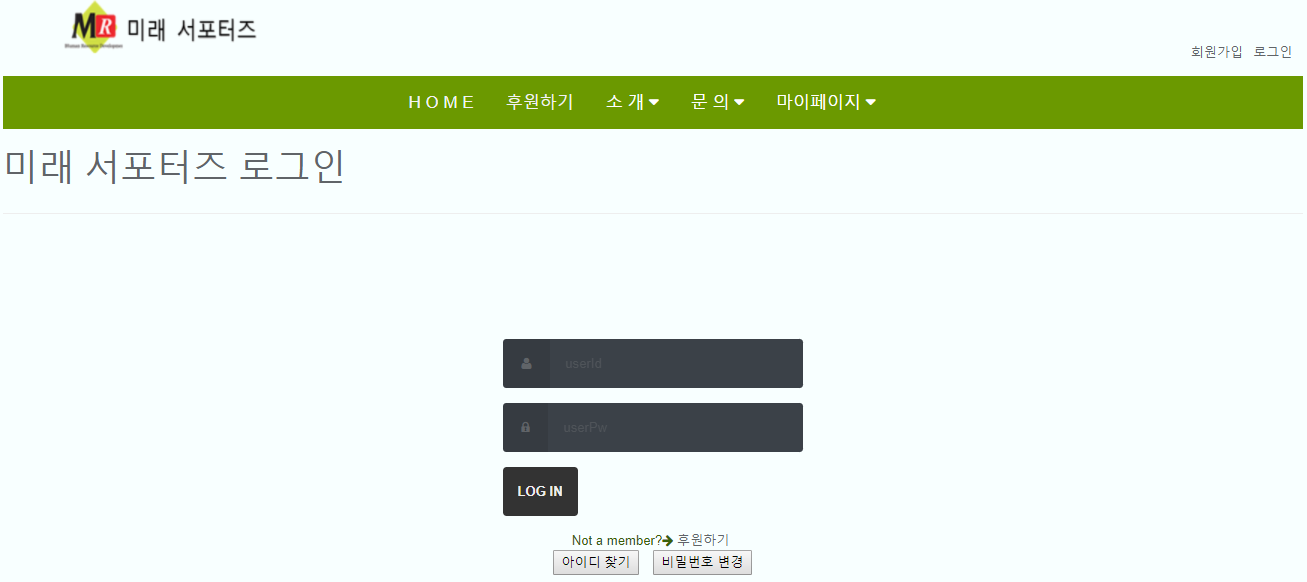 MR 미래 서포터즈
회원가입 로그인
H O M E 후원하기 소 개 문 의 마이페이지
미래 서포터즈 로그인
userId
userPw
LOG IN
Not a member? 후원하기
아이디 찾기 비밀번호 변경